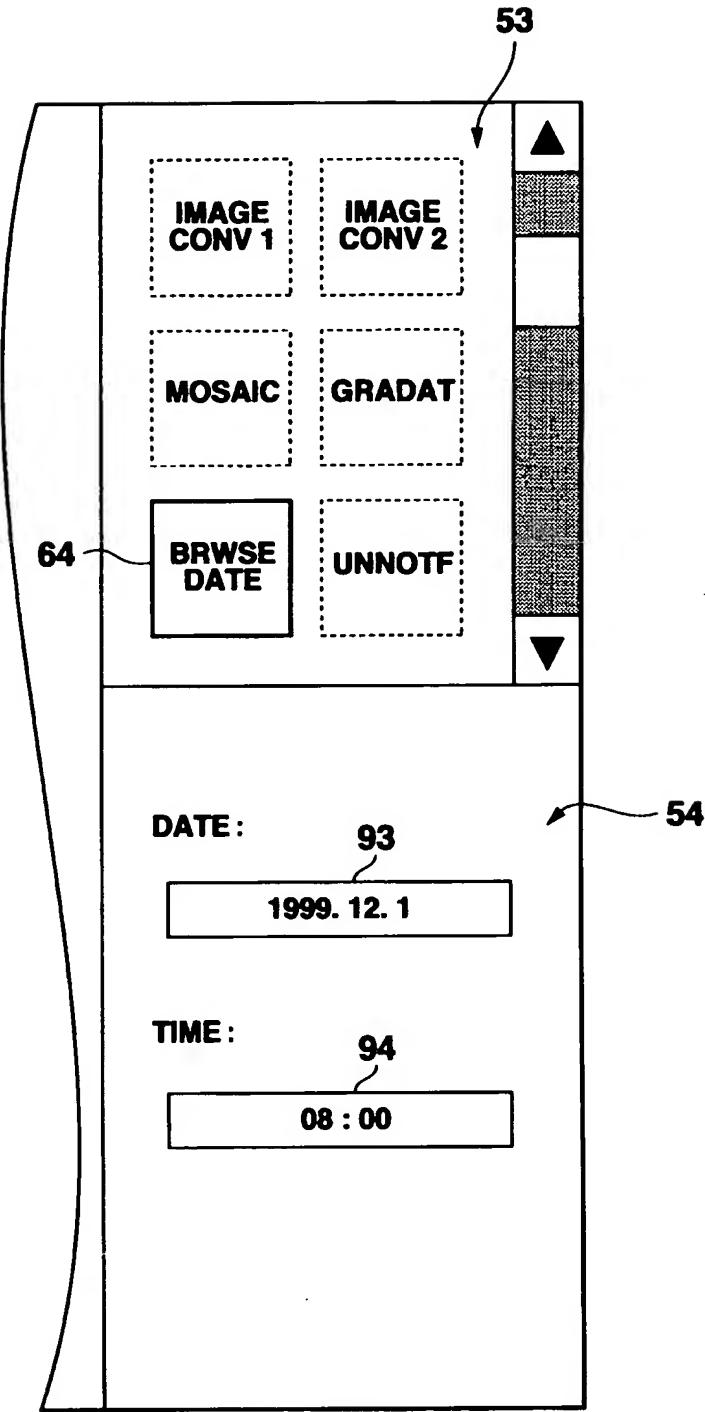 53
IMAGE CONV 1
IMAGE CONV 2
MOSAIC
GRADAT
64
BRWSE DATE
UNNOTF
54
DATE :
93
1999. 12. 1
TIME :
94
08 : 00